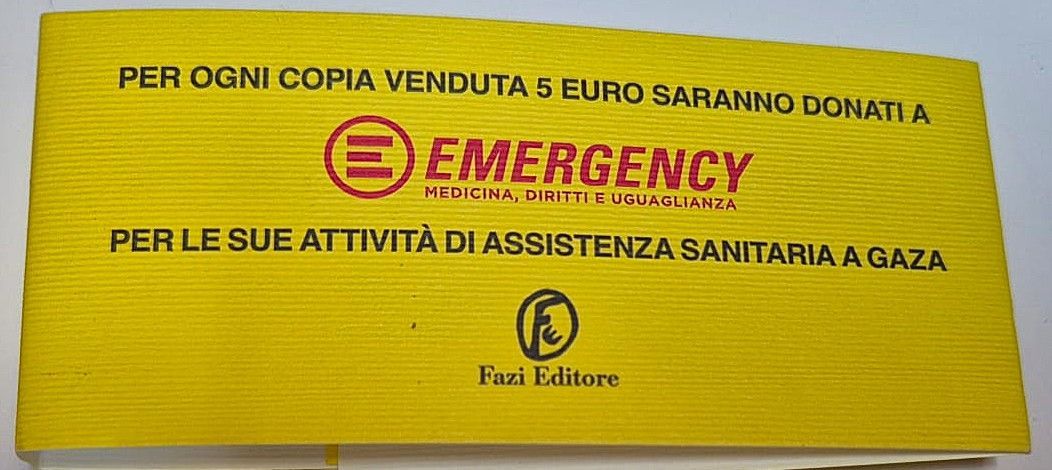 PER OGNI COPIA VENDUTA 5 EURO SARANNO DONATI A
E EMERGENCY
MEDICINA, DIRITTI E UGUAGLIANZA
PER LE SUE ATTIVITÀ DI ASSISTENZA SANITARIA A GAZA
Fe
Fazi Editore